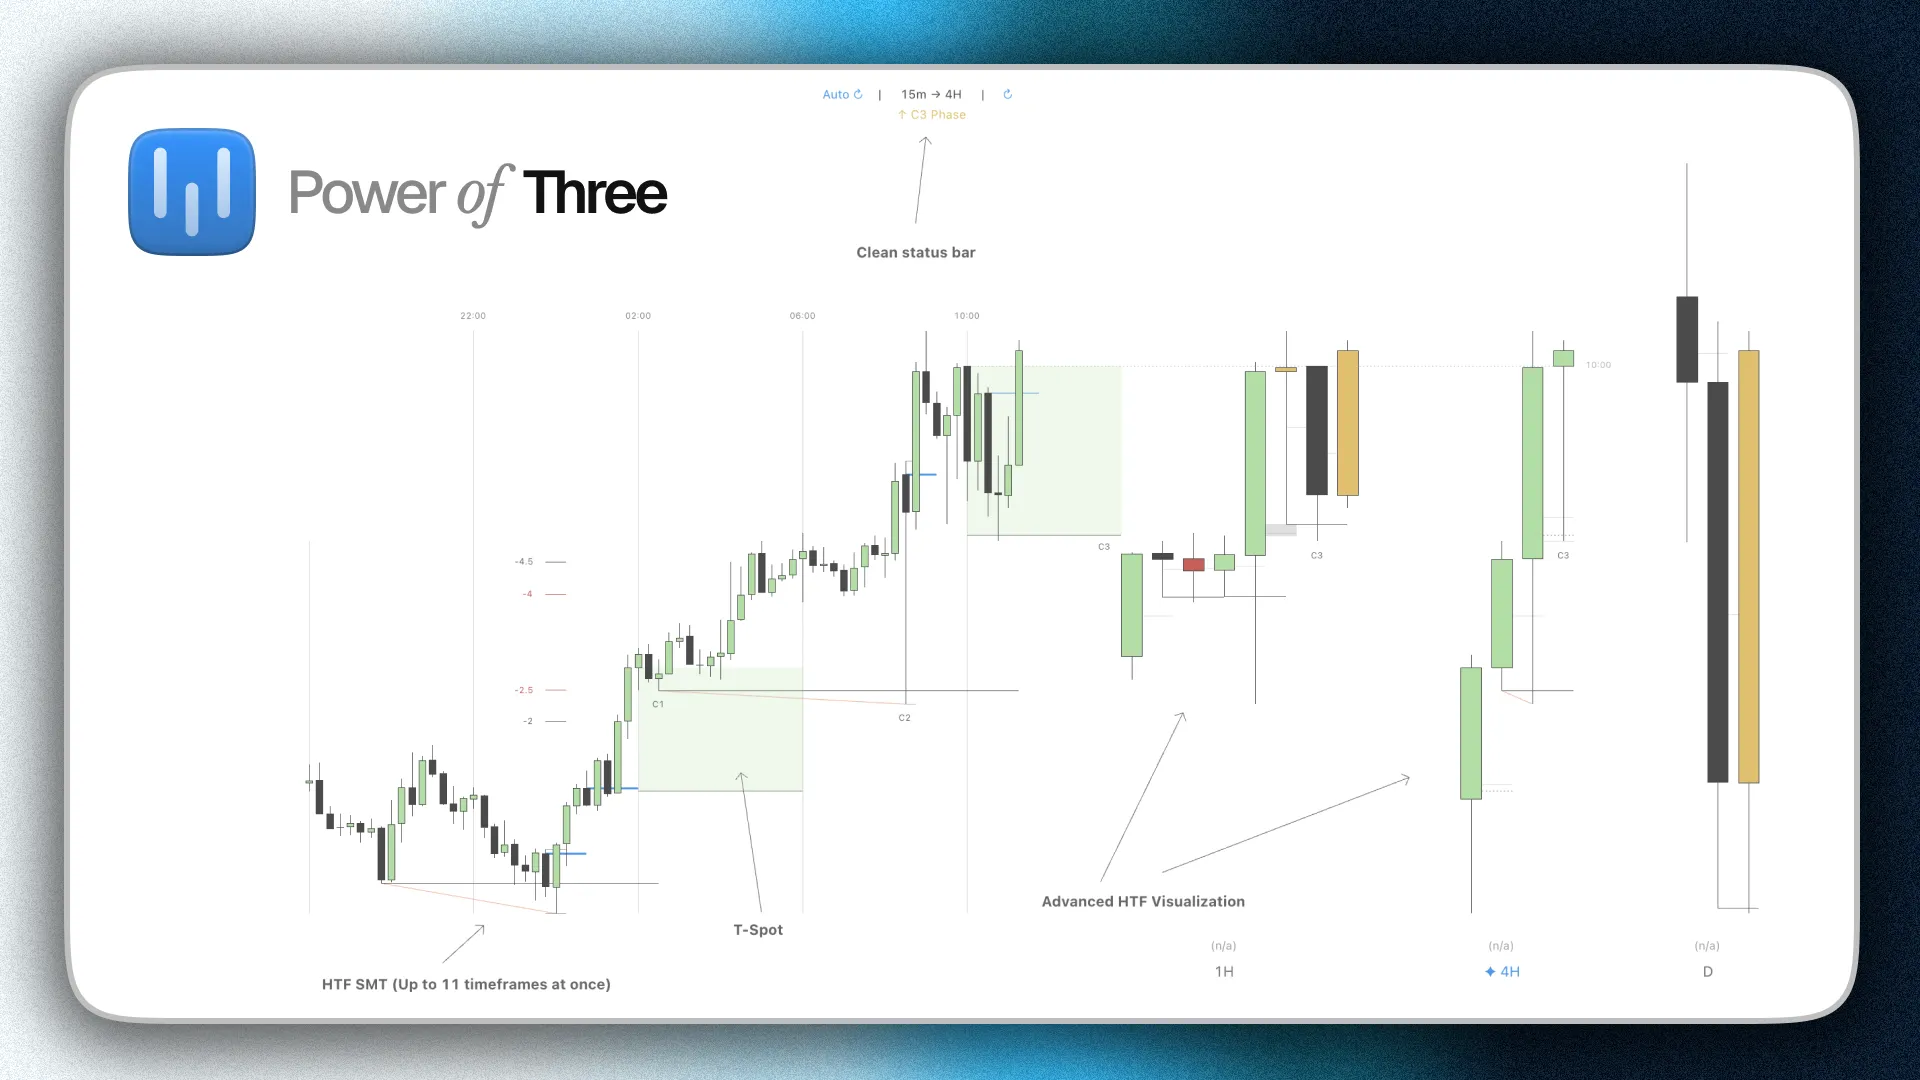 Auto ↻ | 15m → 4H | ↻
↑ C3 Phase
Power of Three
Clean status bar
22:00
02:00
06:00
10:00
10:00
-4.5
-4
-2.5
-2
C1
C2
C3
C3
C3
T-Spot
HTF SMT (Up to 11 timeframes at once)
Advanced HTF Visualization
(n/a)
(n/a)
(n/a)
1H
✦ 4H
D